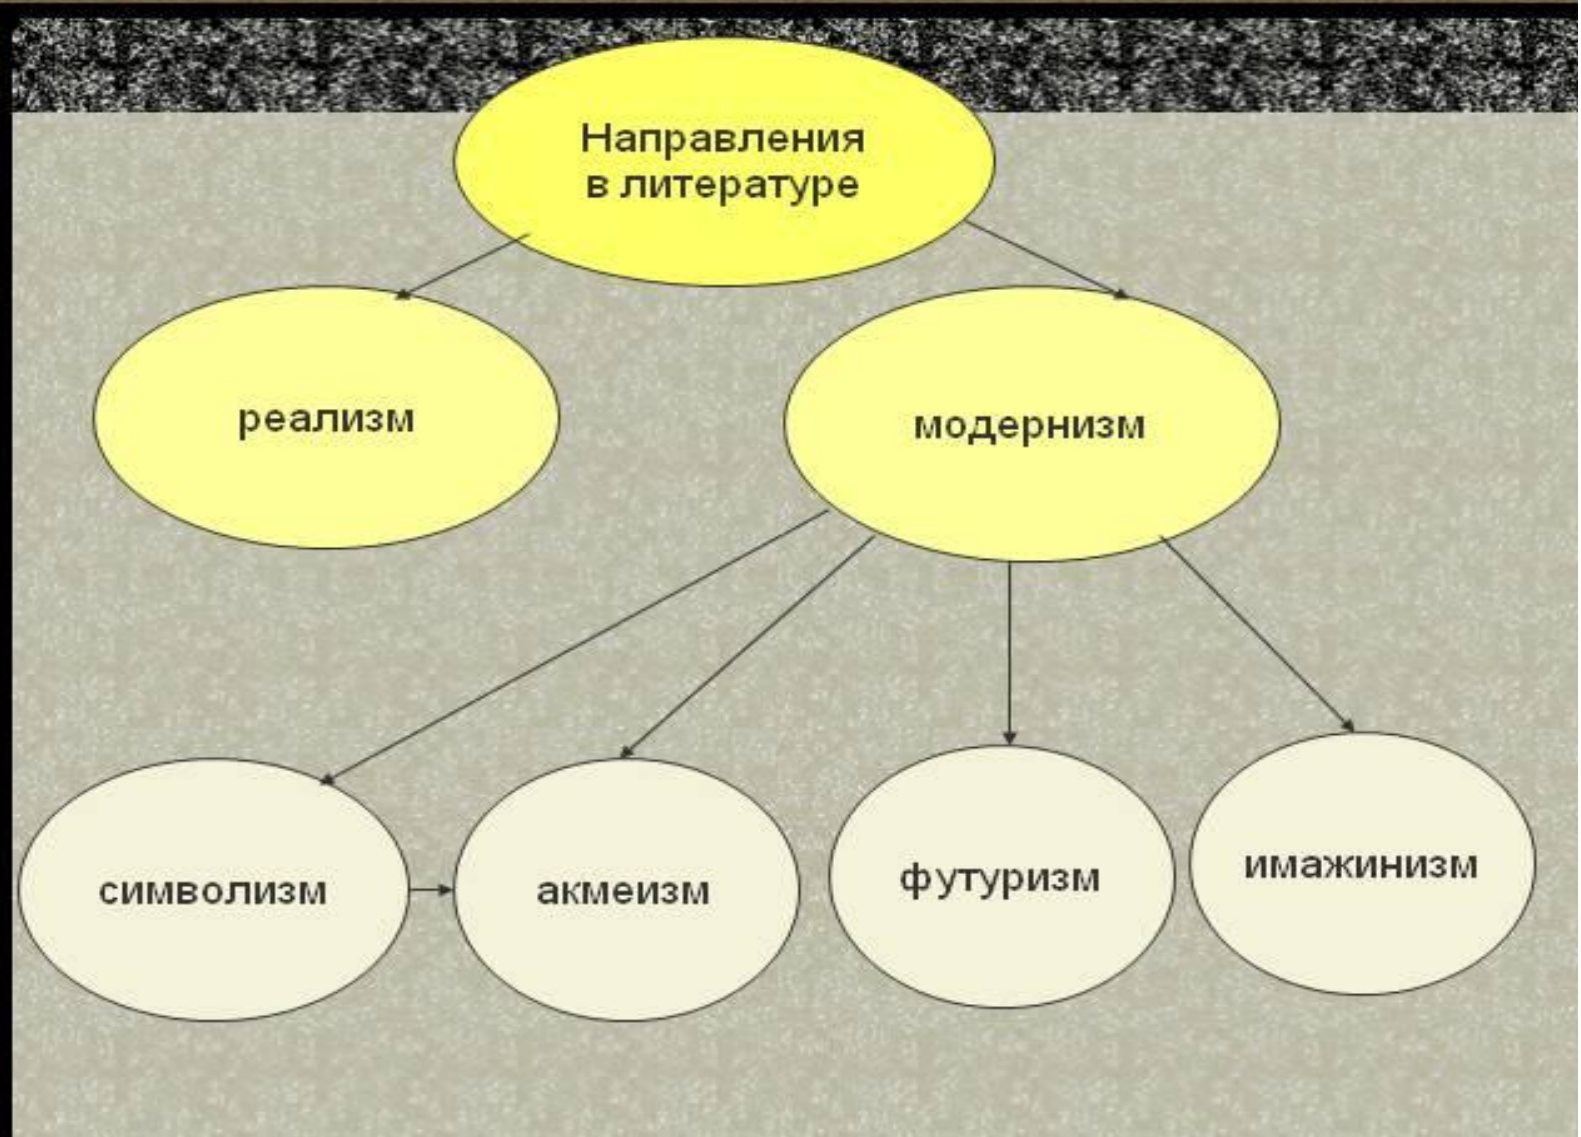 Направления
в литературе
реализм
модернизм
символизм
акмеизм
футуризм
имажинизм